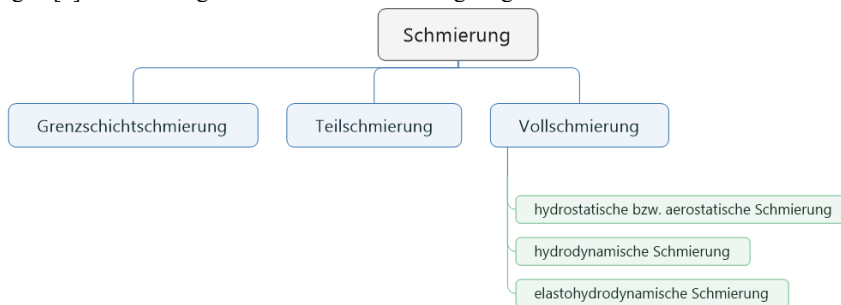 Schmierung
Grenzschichtschmierung
Teilschmierung
Vollschmierung
hydrostatische bzw. aerostatische Schmierung
hydrodynamische Schmierung
elastohydrodynamische Schmierung